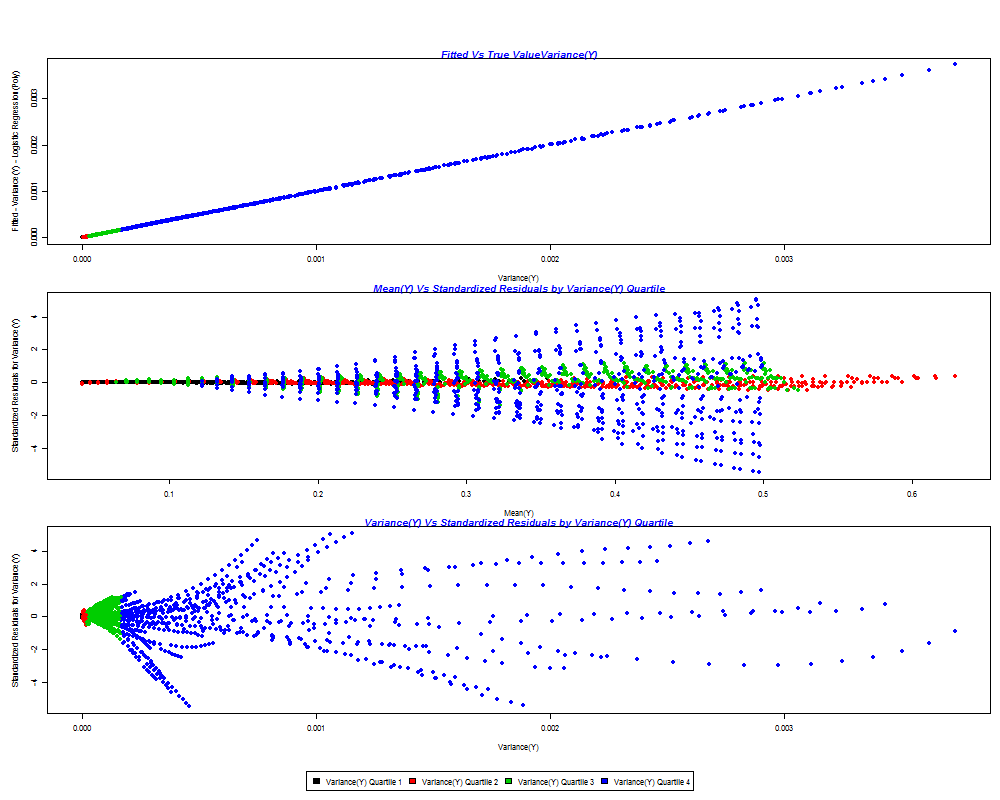 Fitted Vs True ValueVariance(Y)
Fitted - Variance(Y) - Logistic Regression(Poly)
0.000 0.001 0.002 0.003
0.000 0.001 0.002 0.003
Variance(Y)
Mean(Y) Vs Standardized Residuals by Variance(Y) Quartile
Standardized Residuals for Variance(Y)
-4 -2 0 2 4
0.1 0.2 0.3 0.4 0.5 0.6
Mean(Y)
Variance(Y) Vs Standardized Residuals by Variance(Y) Quartile
Standardized Residuals for Variance(Y)
-4 -2 0 2 4
0.000 0.001 0.002 0.003
Variance(Y)
Variance(Y) Quartile 1 Variance(Y) Quartile 2 Variance(Y) Quartile 3 Variance(Y) Quartile 4